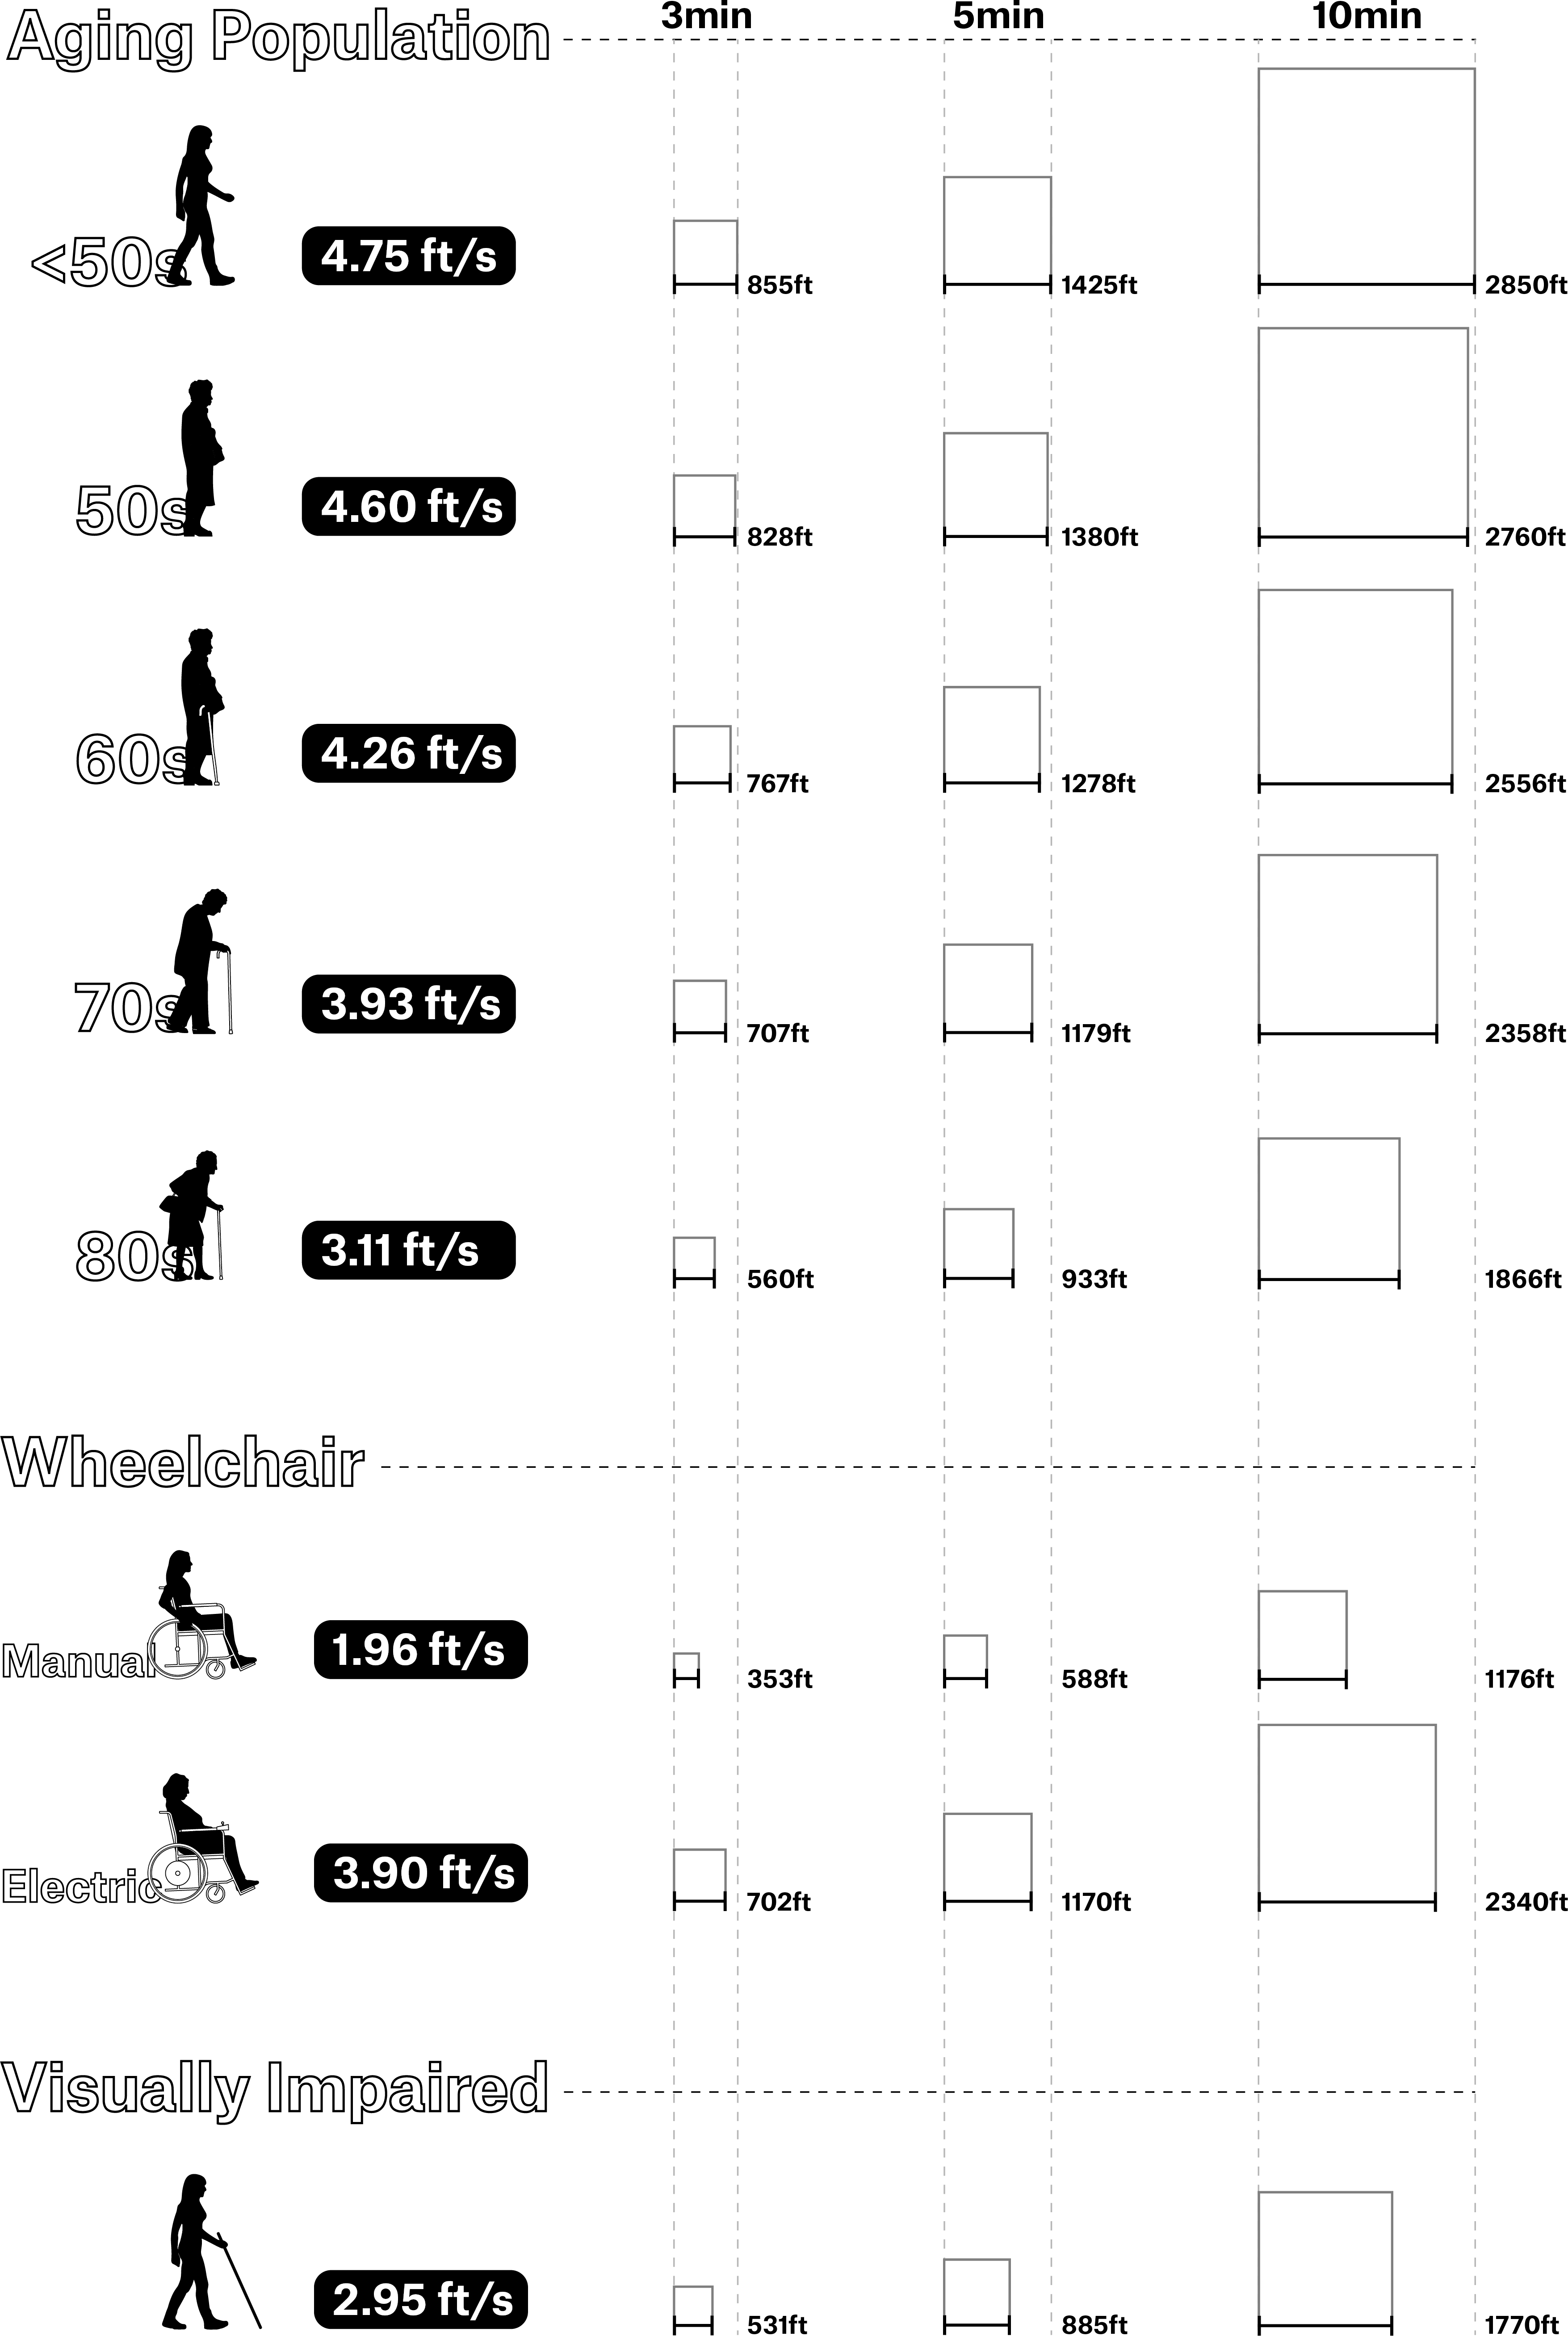 Aging Population
3min 5min 10min
<50s 4.75 ft/s 855ft 1425ft 2850ft
50s 4.60 ft/s 828ft 1380ft 2760ft
60s 4.26 ft/s 767ft 1278ft 2556ft
70s 3.93 ft/s 707ft 1179ft 2358ft
80s 3.11 ft/s 560ft 933ft 1866ft
Wheelchair
Manual 1.96 ft/s 353ft 588ft 1176ft
Electric 3.90 ft/s 702ft 1170ft 2340ft
Visually Impaired
2.95 ft/s 531ft 885ft 1770ft